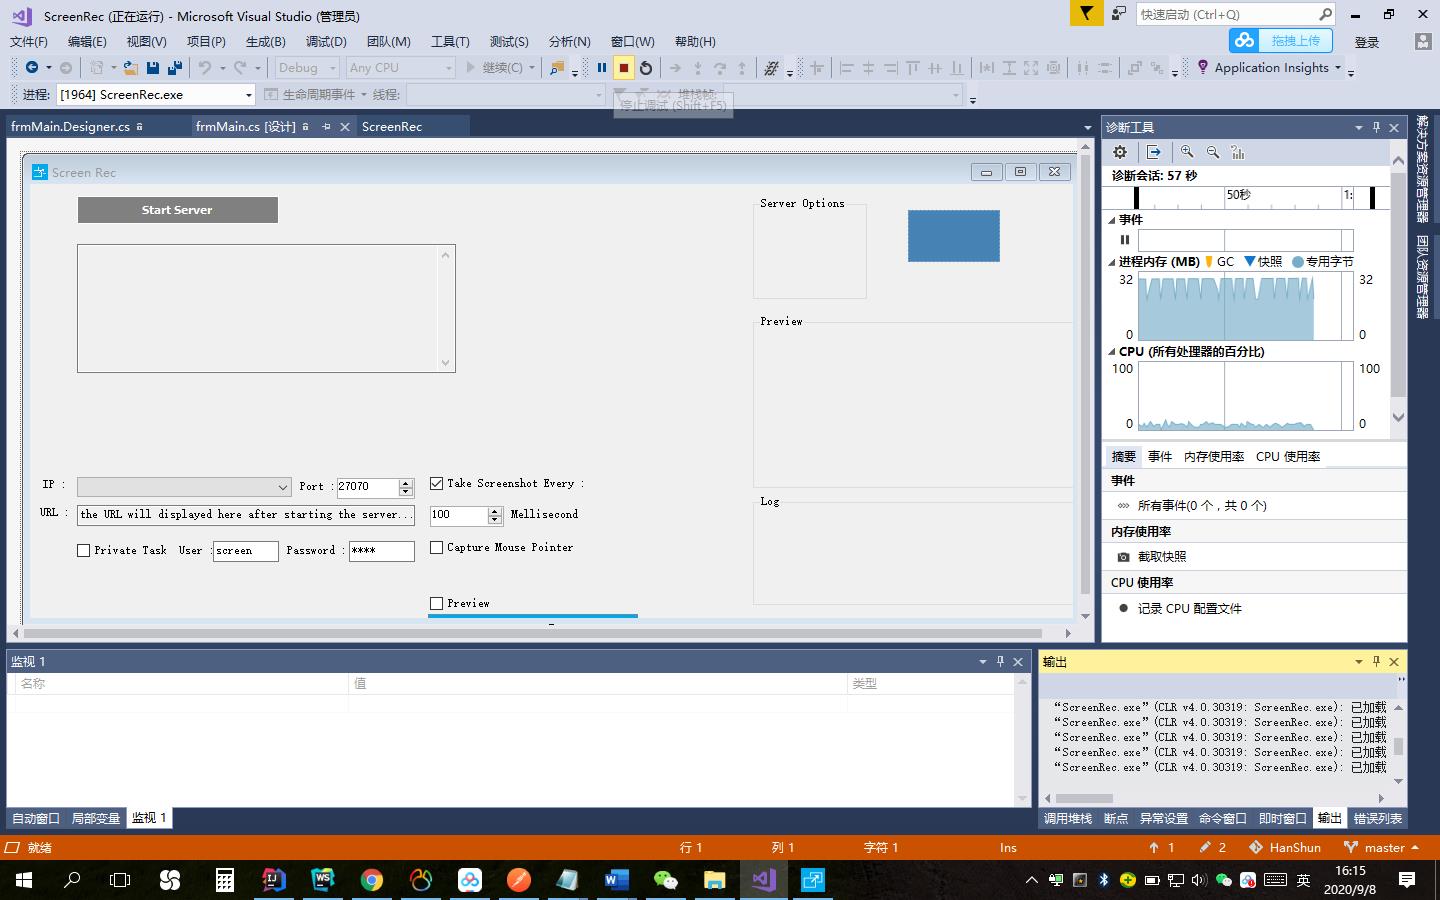 ScreenRec (正在运行) - Microsoft Visual Studio (管理员)
快速启动 (Ctrl+Q)
文件(F) 编辑(E) 视图(V) 项目(P) 生成(B) 调试(D) 团队(M) 工具(T) 测试(S) 分析(N) 窗口(W) 帮助(H)
拖拽上传 登录
Debug Any CPU 继续(C) Application Insights
进程: [1964] ScreenRec.exe 生命周期事件 线程: 堆栈帧:
停止调试 (Shift+F5)
frmMain.Designer.cs frmMain.cs [设计] ScreenRec
Screen Rec
Start Server
Server Options
Preview
Log
IP : Port : 27070 Take Screenshot Every :
URL : the URL will displayed here after starting the server... 100 Mellisecond
Private Task User : screen Password : **** Capture Mouse Pointer
Preview
诊断工具
诊断会话: 57 秒
50秒 1:
事件
进程内存 (MB) GC 快照 专用字节
32 32
0 0
CPU (所有处理器的百分比)
100 100
0 0
摘要 事件 内存使用率 CPU 使用率
事件
所有事件(0 个，共 0 个)
内存使用率
截取快照
CPU 使用率
记录 CPU 配置文件
解决方案资源管理器
团队资源管理器
监视 1
名称 值 类型
自动窗口 局部变量 监视 1
输出
“ScreenRec.exe”(CLR v4.0.30319: ScreenRec.exe): 已加载
“ScreenRec.exe”(CLR v4.0.30319: ScreenRec.exe): 已加载
“ScreenRec.exe”(CLR v4.0.30319: ScreenRec.exe): 已加载
“ScreenRec.exe”(CLR v4.0.30319: ScreenRec.exe): 已加载
“ScreenRec.exe”(CLR v4.0.30319: ScreenRec.exe): 已加载
调用堆栈 断点 异常设置 命令窗口 即时窗口 输出 错误列表
就绪 行 1 列 1 字符 1 Ins 1 2 HanShun master
英 16:15
2020/9/8